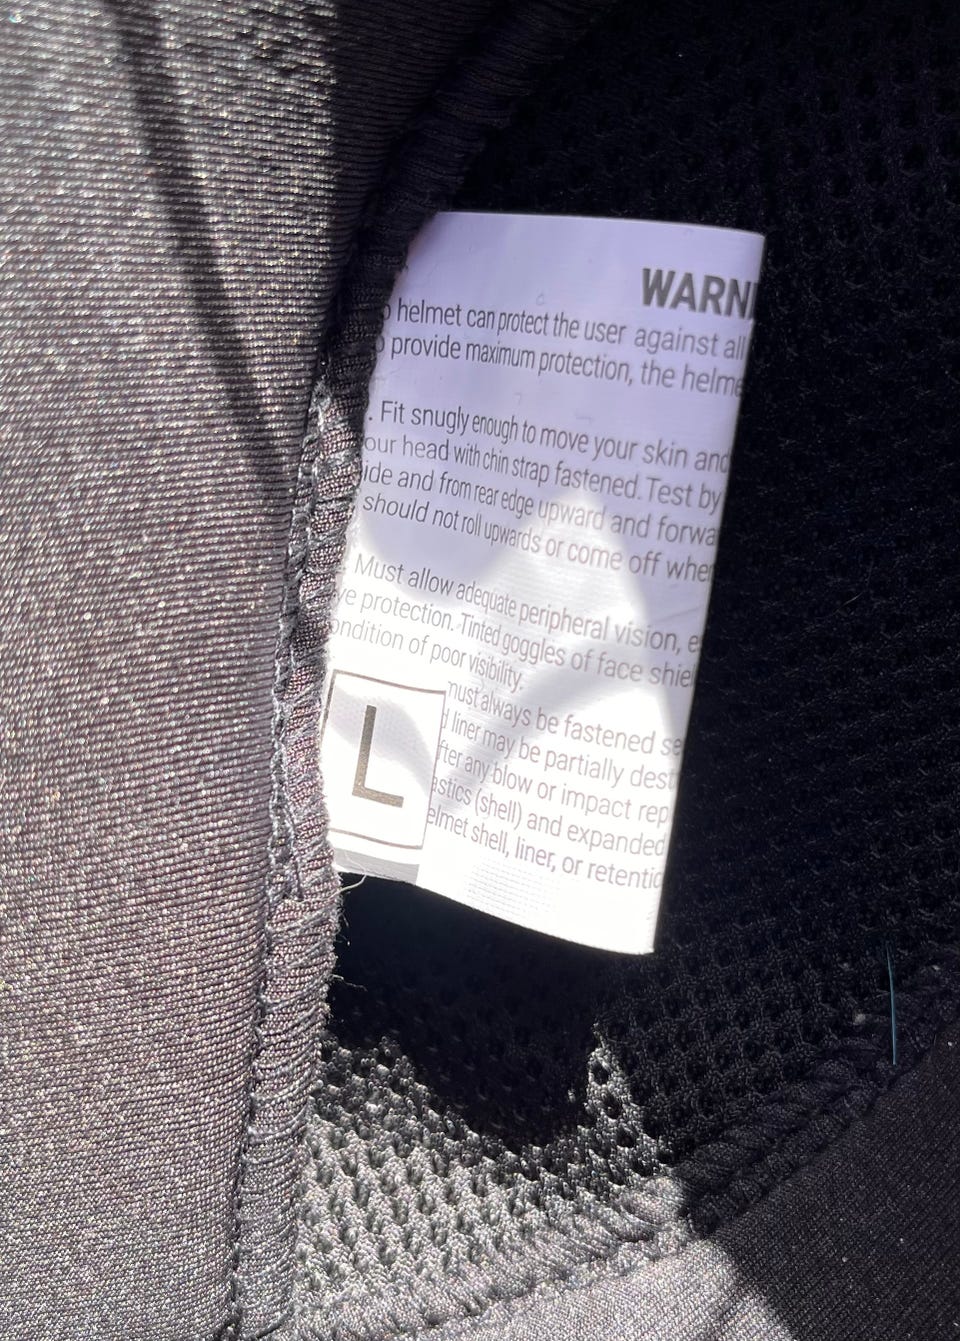 WARN
helmet can protect the user against all
provide maximum protection, the helme
. Fit snugly enough to move your skin and
our head with chin strap fastened. Test by
ide and from rear edge upward and forwa
should not roll upwards or come off when
Must allow adequate peripheral vision, e
ye protection. Tinted goggles of face shiel
ondition of poor visibility.
must always be fastened se
d liner may be partially dest
fter any blow or impact rep
astics (shell) and expanded
elmet shell, liner, or retentio
L